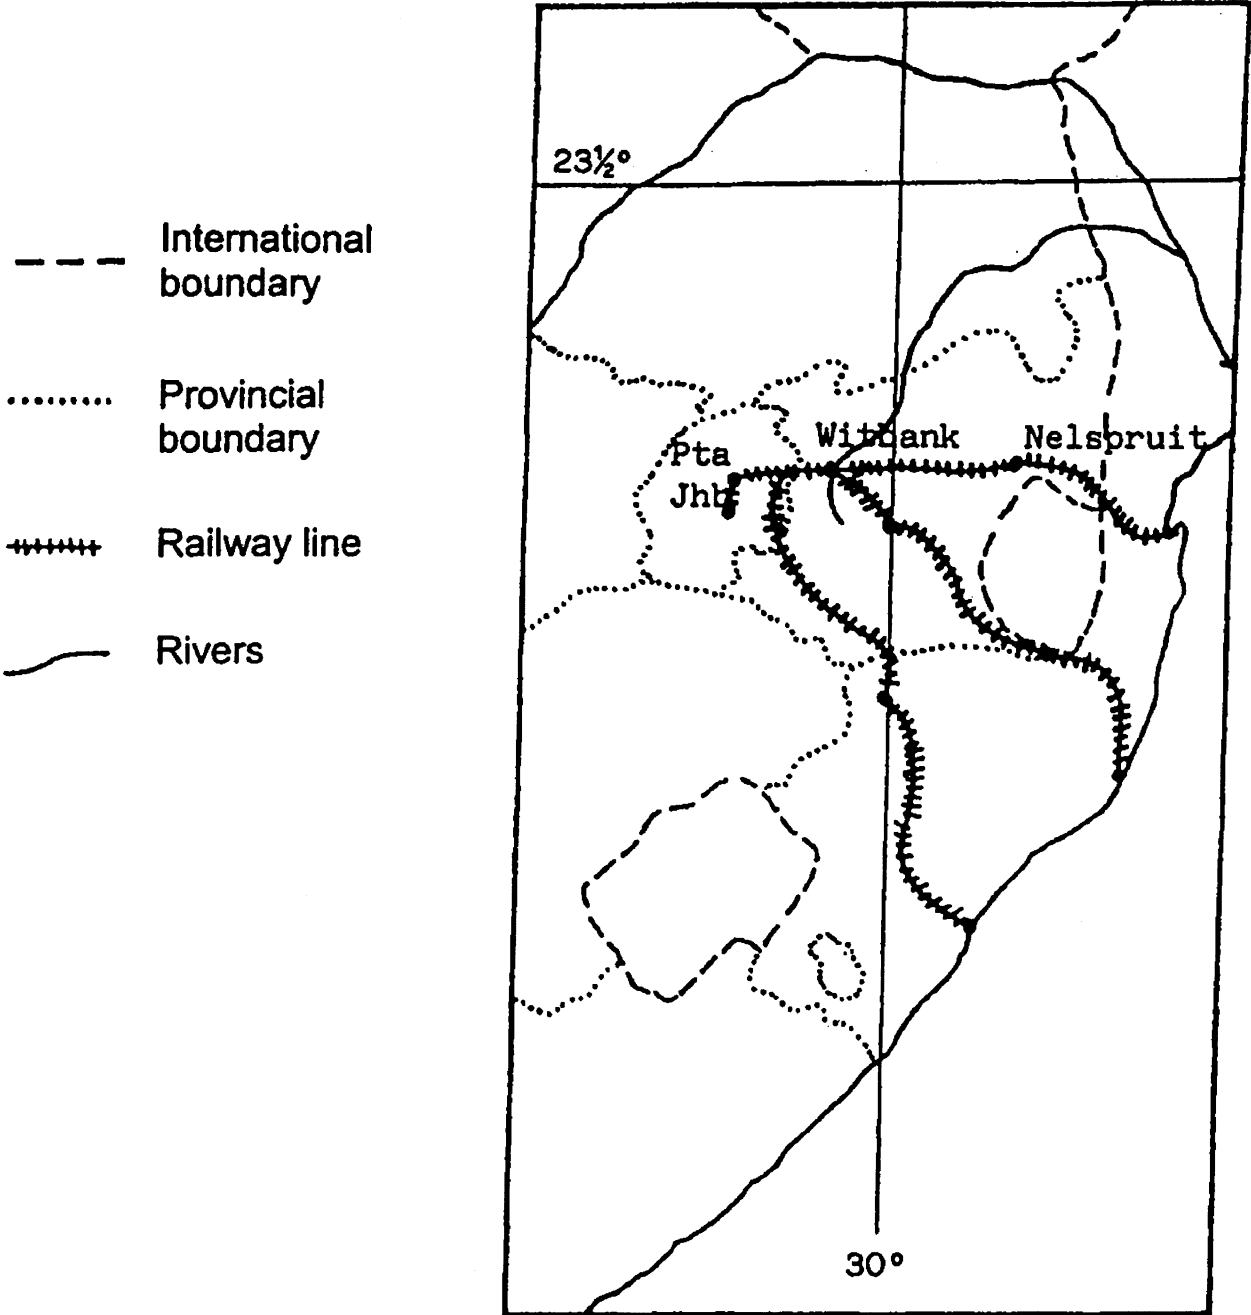 International
boundary
Provincial
boundary
Railway line
Rivers
23½°
Witbank
Nelspruit
Pta
Jhb
30°